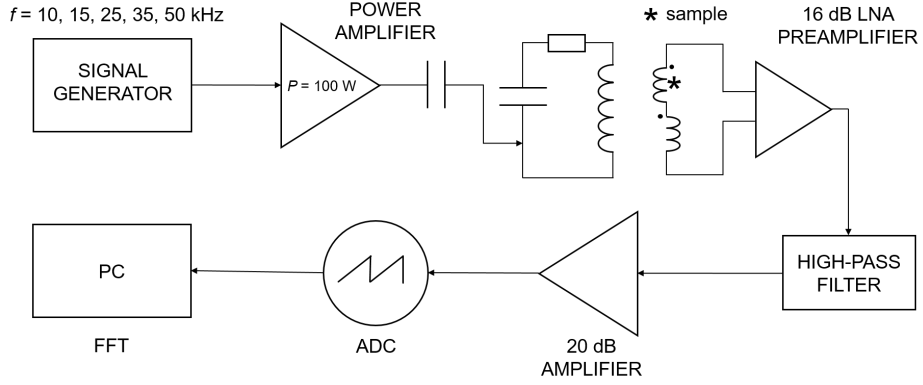 f = 10, 15, 25, 35, 50 kHz
SIGNAL
GENERATOR
POWER
AMPLIFIER
P = 100 W
* sample
*
16 dB LNA
PREAMPLIFIER
HIGH-PASS
FILTER
20 dB
AMPLIFIER
ADC
PC
FFT